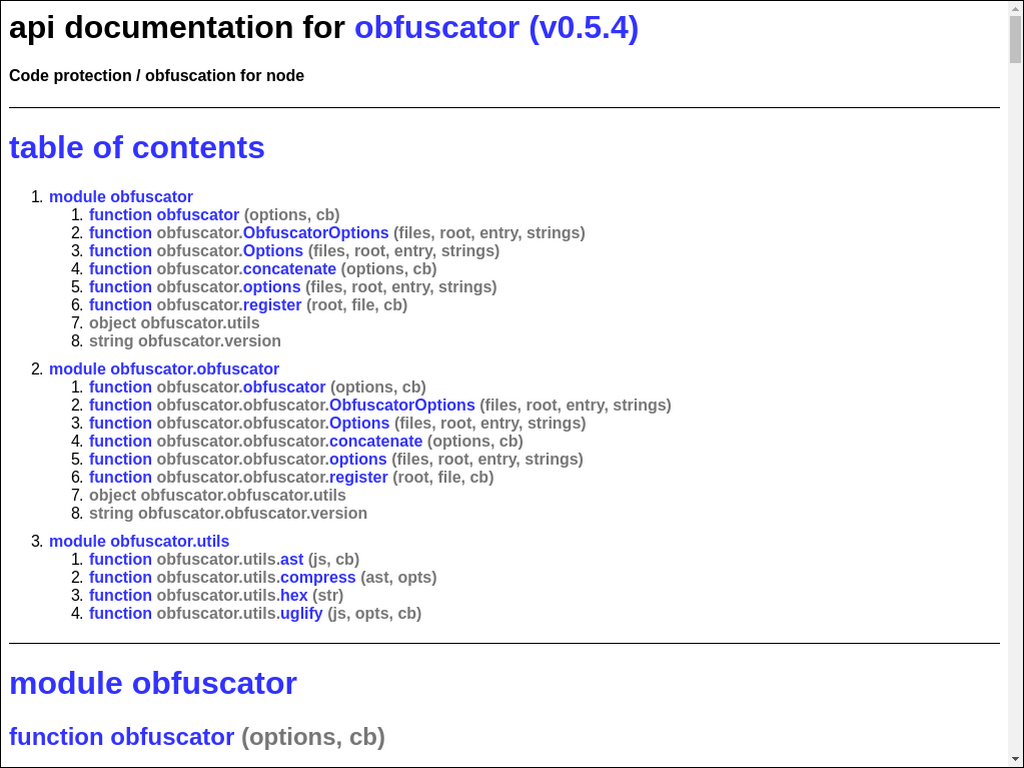 api documentation for obfuscator (v0.5.4)
Code protection / obfuscation for node
table of contents
1. module obfuscator
1. function obfuscator (options, cb)
2. function obfuscator.ObfuscatorOptions (files, root, entry, strings)
3. function obfuscator.Options (files, root, entry, strings)
4. function obfuscator.concatenate (options, cb)
5. function obfuscator.options (files, root, entry, strings)
6. function obfuscator.register (root, file, cb)
7. object obfuscator.utils
8. string obfuscator.version
2. module obfuscator.obfuscator
1. function obfuscator.obfuscator (options, cb)
2. function obfuscator.obfuscator.ObfuscatorOptions (files, root, entry, strings)
3. function obfuscator.obfuscator.Options (files, root, entry, strings)
4. function obfuscator.obfuscator.concatenate (options, cb)
5. function obfuscator.obfuscator.options (files, root, entry, strings)
6. function obfuscator.obfuscator.register (root, file, cb)
7. object obfuscator.obfuscator.utils
8. string obfuscator.obfuscator.version
3. module obfuscator.utils
1. function obfuscator.utils.ast (js, cb)
2. function obfuscator.utils.compress (ast, opts)
3. function obfuscator.utils.hex (str)
4. function obfuscator.utils.uglify (js, opts, cb)
module obfuscator
function obfuscator (options, cb)